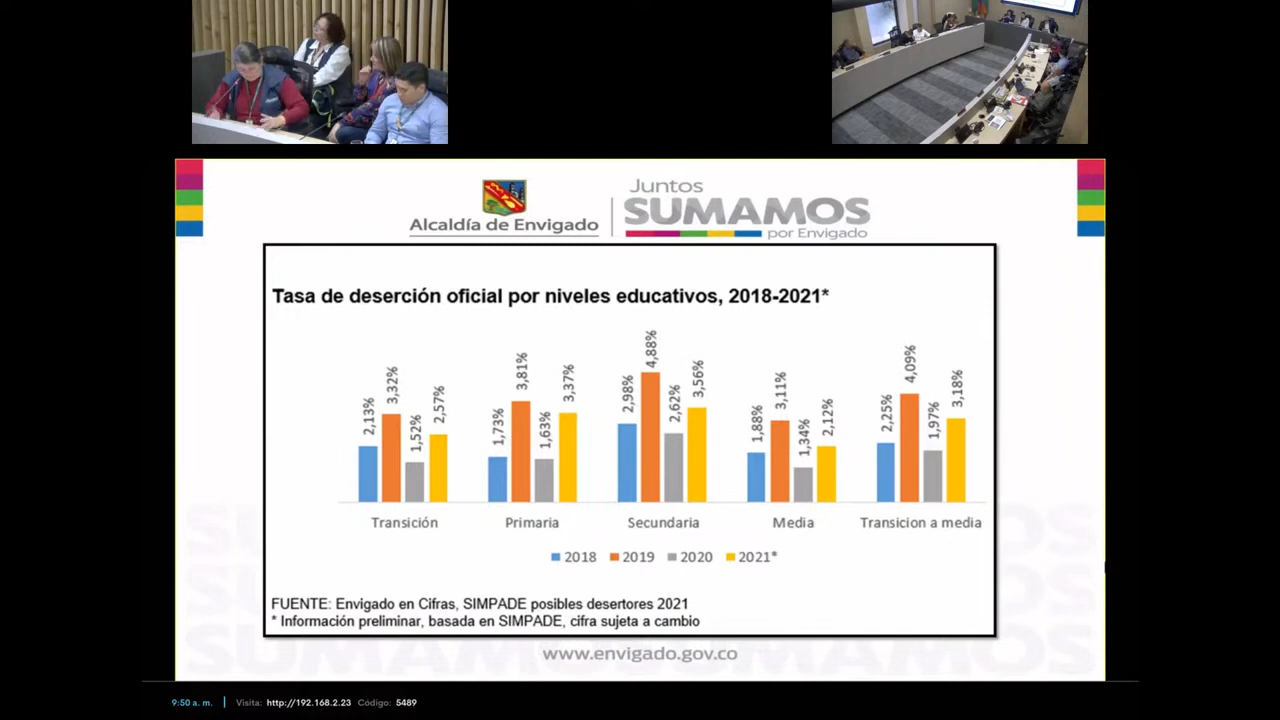 Alcaldía de Envigado
Juntos
SUMAMOS
por Envigado
Tasa de deserción oficial por niveles educativos, 2018-2021*
2,13%
3,32%
1,52%
2,57%
1,73%
3,81%
1,63%
3,37%
2,98%
4,88%
2,62%
3,56%
1,88%
3,11%
1,34%
2,12%
2,25%
4,09%
1,97%
3,18%
Transición Primaria Secundaria Media Transicion a media
2018 2019 2020 2021*
FUENTE: Envigado en Cifras, SIMPADE posibles desertores 2021
* Información preliminar, basada en SIMPADE, cifra sujeta a cambio
SUMAMOS
SUMAMOS
www.envigado.gov.co
9:50 a. m. | Visita: http://192.168.2.23 Código: 5489